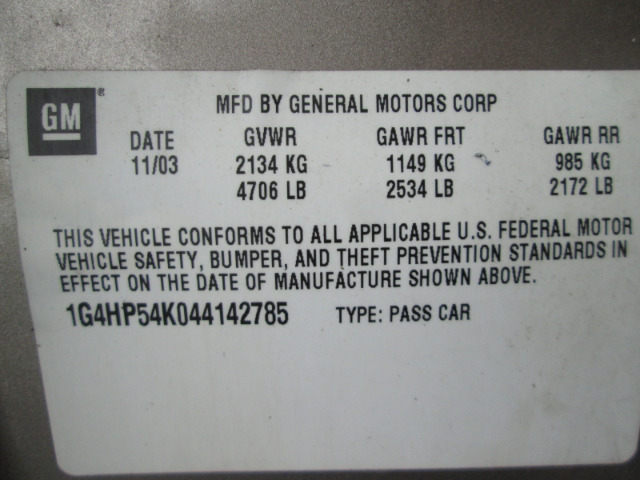 GM®
MFD BY GENERAL MOTORS CORP
DATE GVWR GAWR FRT GAWR RR
11/03 2134 KG 1149 KG 985 KG
4706 LB 2534 LB 2172 LB
THIS VEHICLE CONFORMS TO ALL APPLICABLE U.S. FEDERAL MOTOR
VEHICLE SAFETY, BUMPER, AND THEFT PREVENTION STANDARDS IN
EFFECT ON THE DATE OF MANUFACTURE SHOWN ABOVE.
1G4HP54K044142785 TYPE: PASS CAR